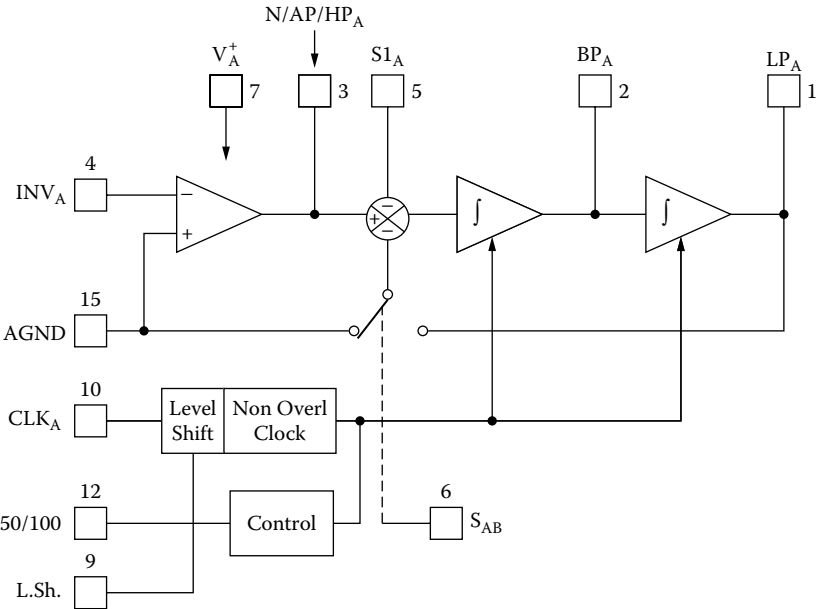 N/AP/HP_A
V_A^+
S1_A
BP_A
LP_A
7
3
5
2
1
4
INV_A
−
+
−
+
−
∫
∫
15
AGND
10
CLK_A
Level
Shift
Non Overl
Clock
12
50/100
Control
6
S_AB
9
L.Sh.